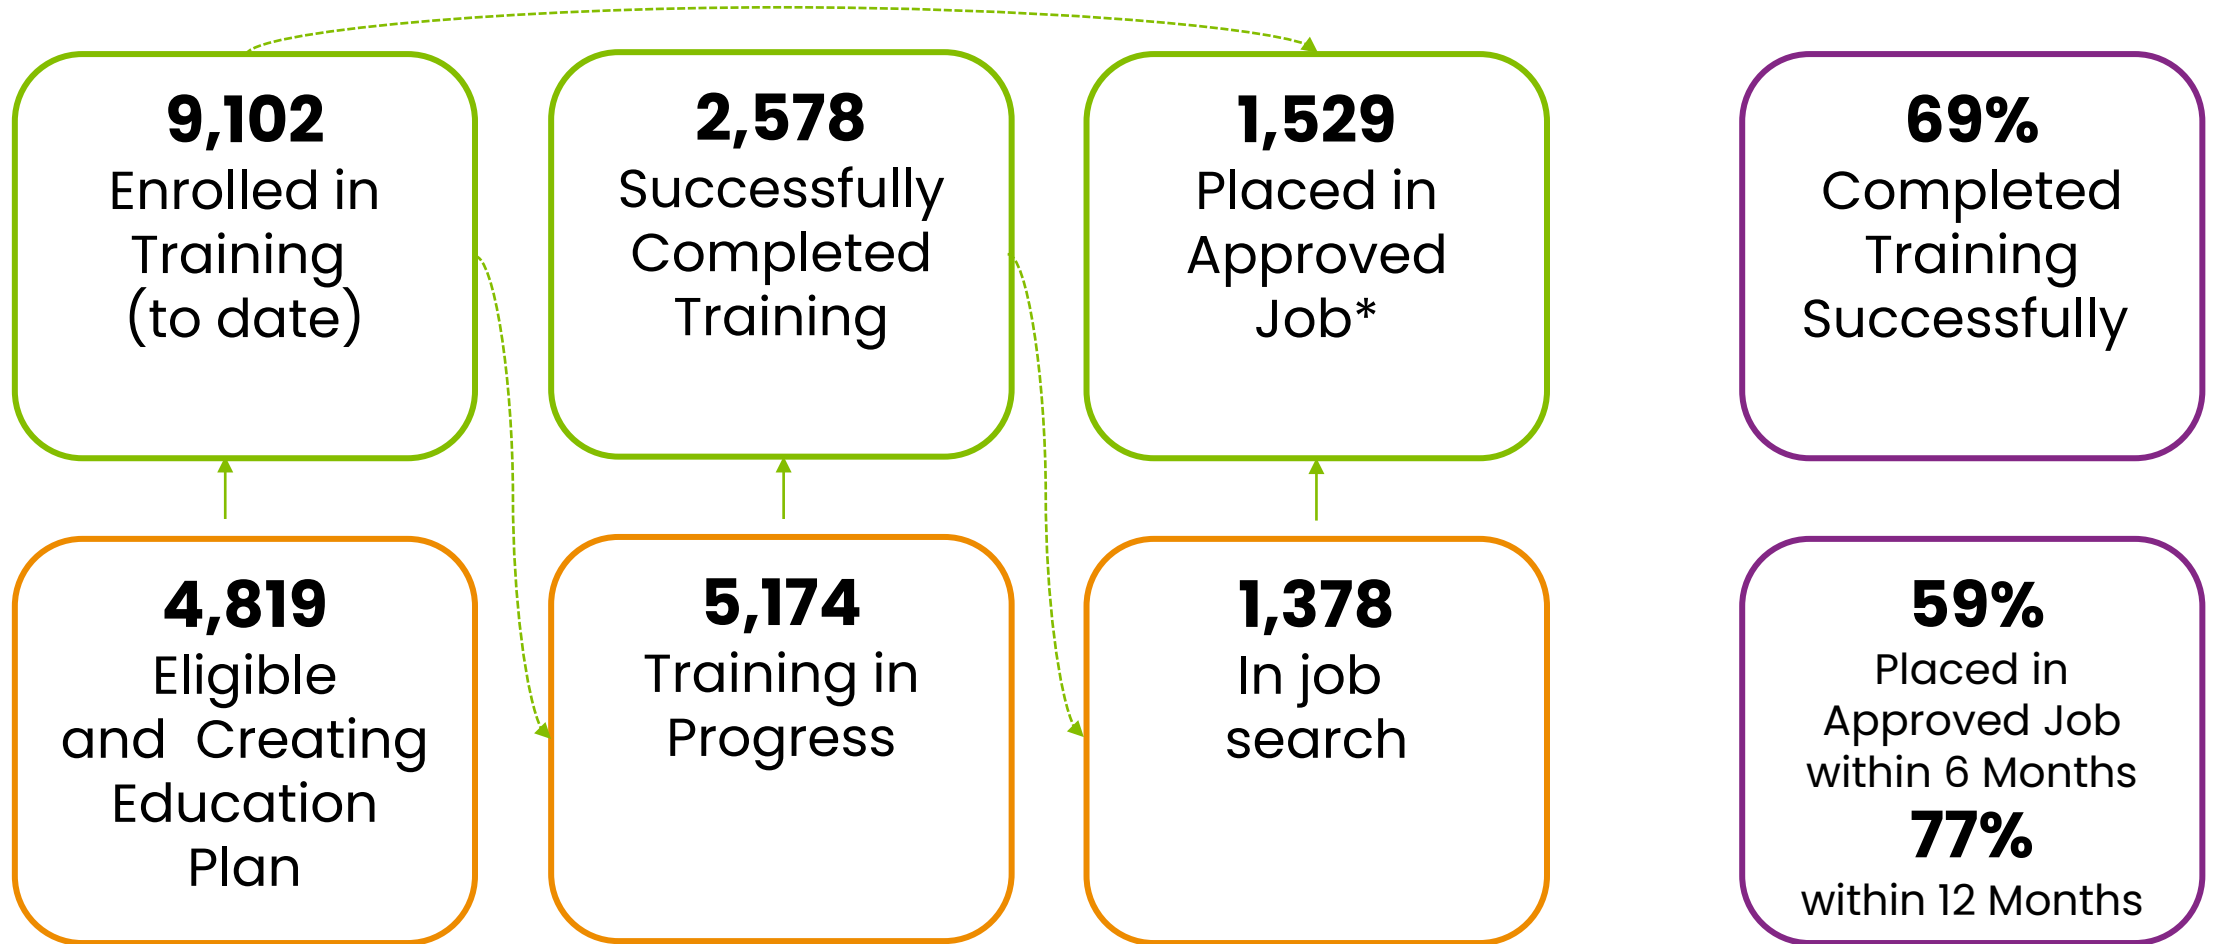 9,102
Enrolled in
Training
(to date)
2,578
Successfully
Completed
Training
1,529
Placed in
Approved
Job*
69%
Completed
Training
Successfully
4,819
Eligible
and  Creating
Education
Plan
5,174
Training in
Progress
1,378
In job
search
59%
Placed in
Approved Job
within 6 Months
77%
within 12 Months